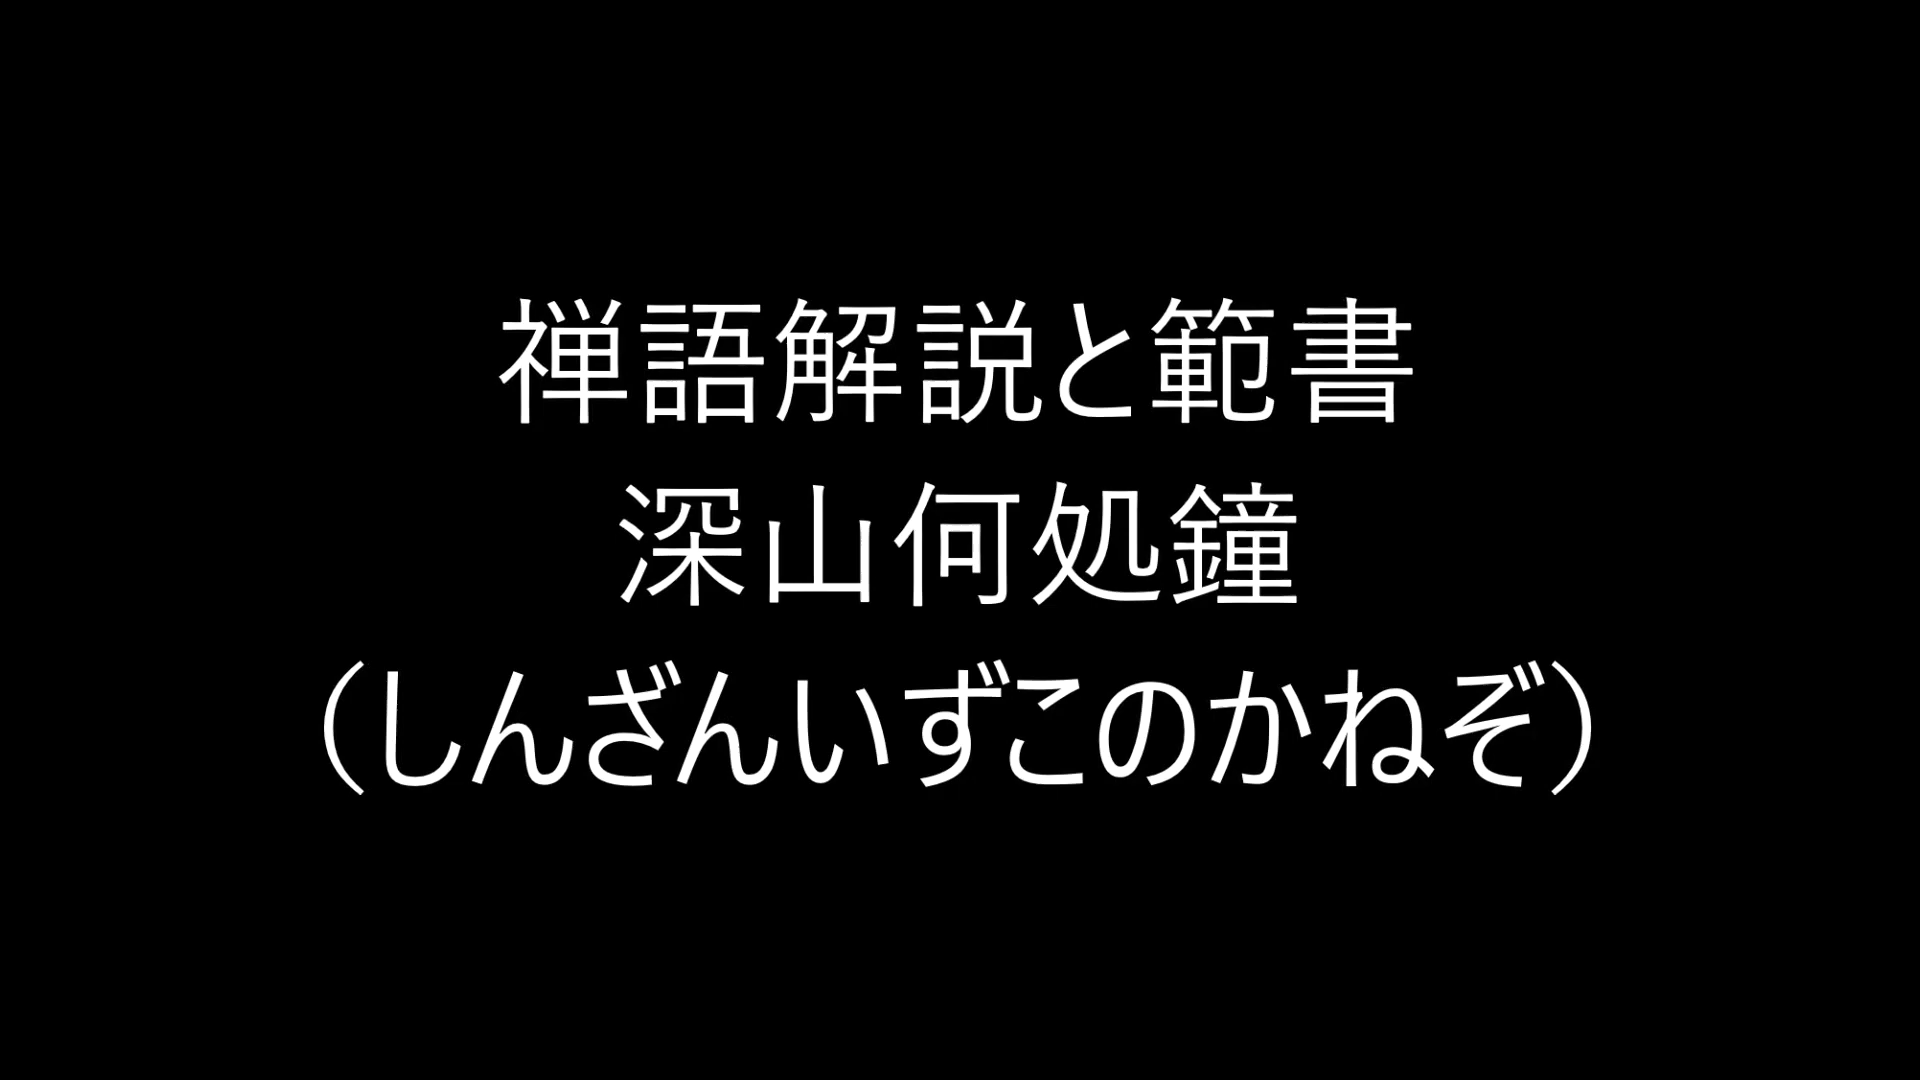 禅語解説と範書
深山何処鐘
（しんざんいずこのかねぞ）